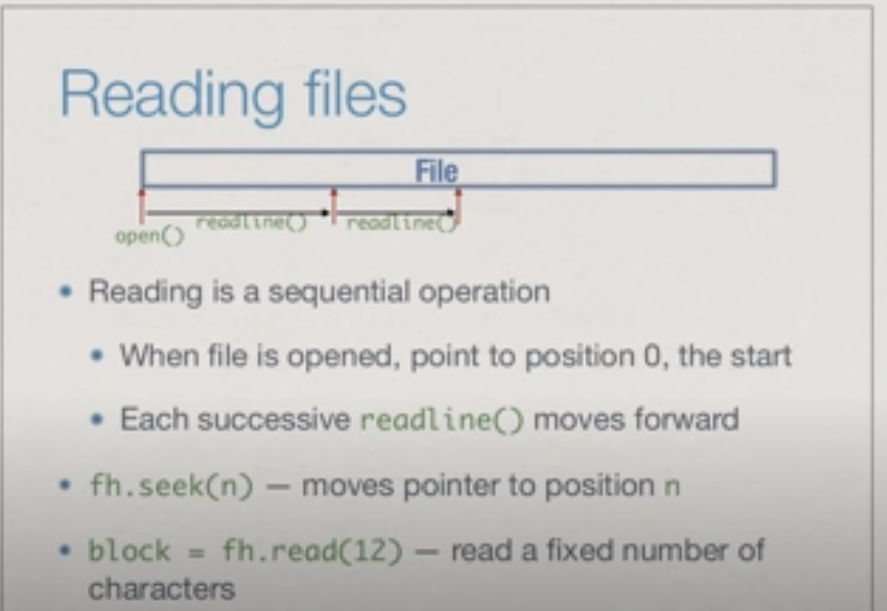 Reading files
File
readline() readline()
open()
• Reading is a sequential operation
• When file is opened, point to position 0, the start
• Each successive readline() moves forward
• fh.seek(n) — moves pointer to position n
• block = fh.read(12) — read a fixed number of
characters